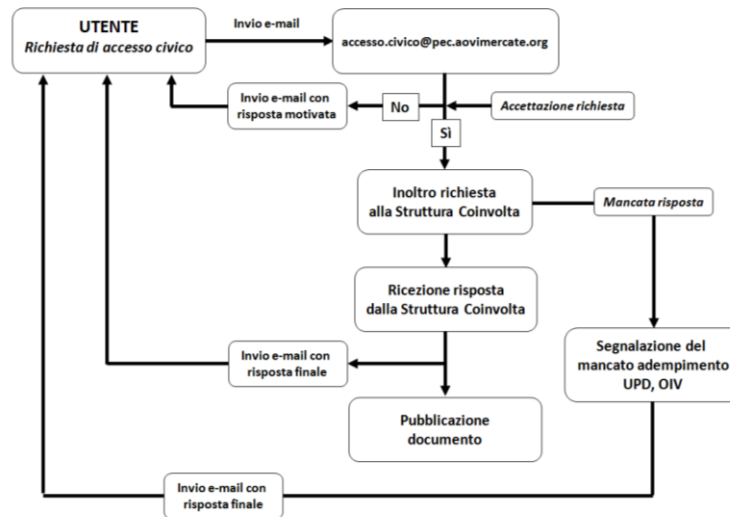 UTENTE
Richiesta di accesso civico
Invio e-mail
accesso.civico@pec.aovimercate.org
Invio e-mail con
risposta motivata
No
Accettazione richiesta
Sì
Inoltro richiesta
alla Struttura Coinvolta
Mancata risposta
Ricezione risposta
dalla Struttura Coinvolta
Invio e-mail con
risposta finale
Segnalazione del
mancato adempimento
UPD, OIV
Pubblicazione
documento
Invio e-mail con
risposta finale